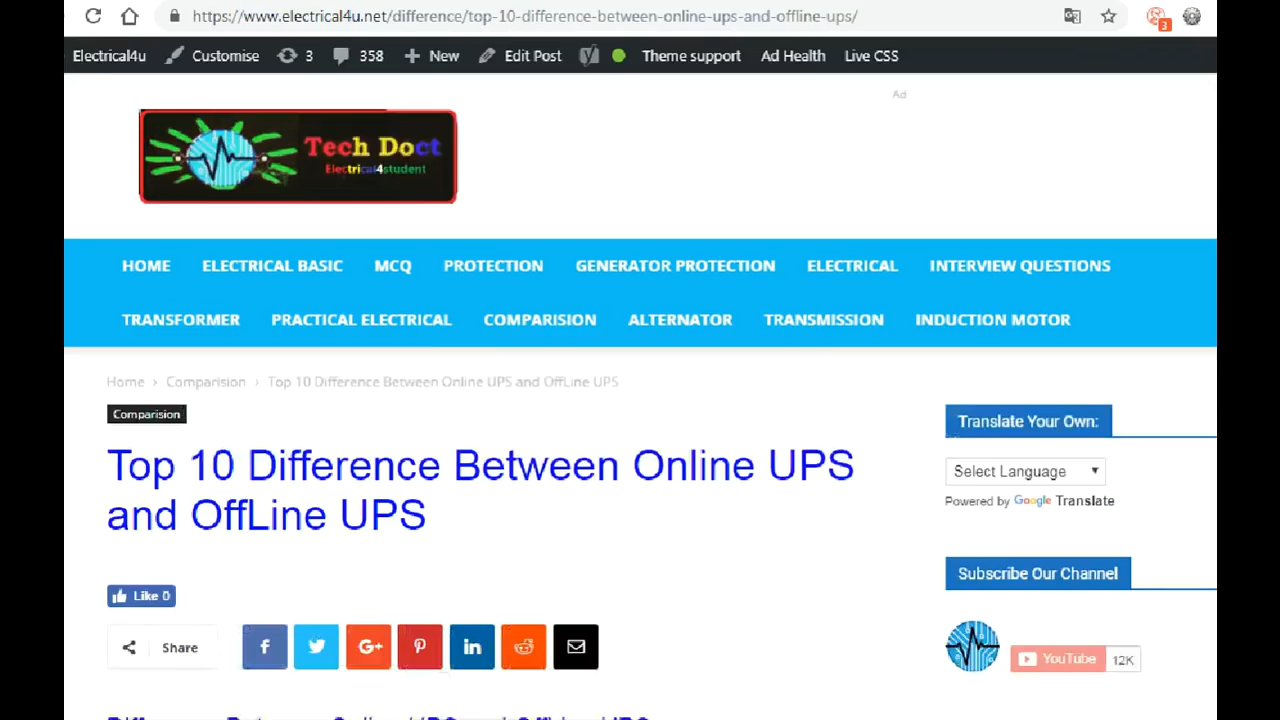 https://www.electrical4u.net/difference/top-10-difference-between-online-ups-and-offline-ups/
3
Electrical4u Customise 3 358 New Edit Post Theme support Ad Health Live CSS
Ad
Tech Doct
Electrical4student
HOME ELECTRICAL BASIC MCQ PROTECTION GENERATOR PROTECTION ELECTRICAL INTERVIEW QUESTIONS
TRANSFORMER PRACTICAL ELECTRICAL COMPARISION ALTERNATOR TRANSMISSION INDUCTION MOTOR
Home > Comparision > Top 10 Difference Between Online UPS and OffLine UPS
Comparision
Top 10 Difference Between Online UPS
and OffLine UPS
Like 0
Share
Translate Your Own:
Select Language
Powered by Google Translate
Subscribe Our Channel
YouTube 12K